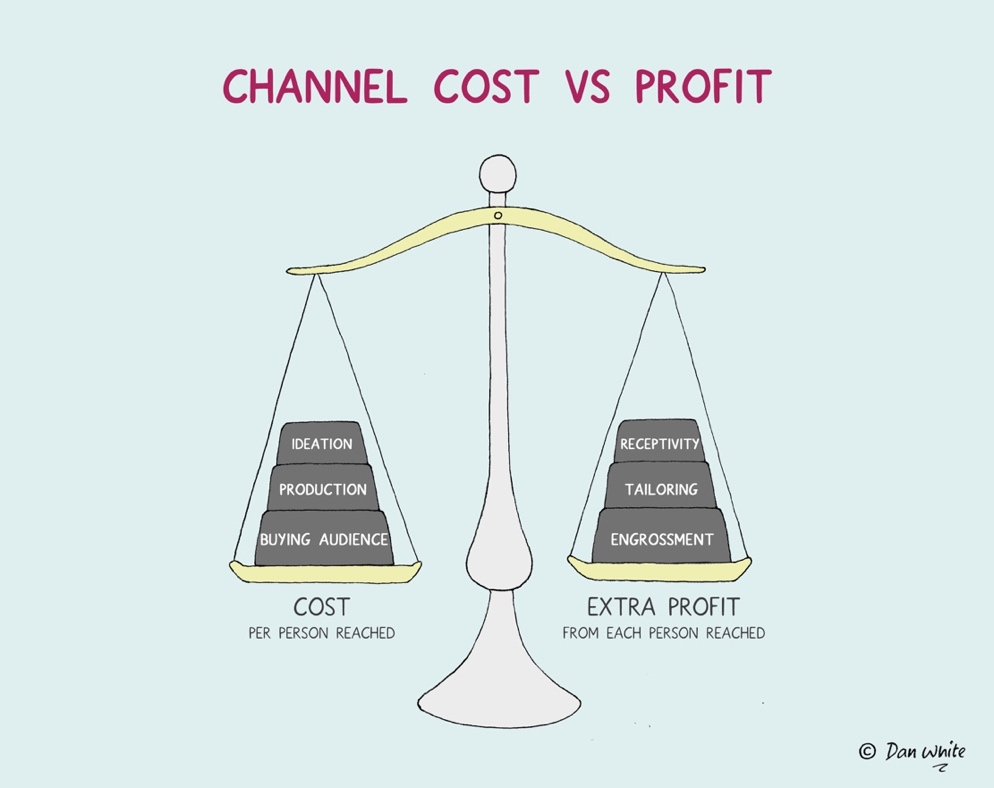 CHANNEL COST VS PROFIT
IDEATION
PRODUCTION
BUYING AUDIENCE
COST
PER PERSON REACHED
RECEPTIVITY
TAILORING
ENGROSSMENT
EXTRA PROFIT
FROM EACH PERSON REACHED
© Dan White